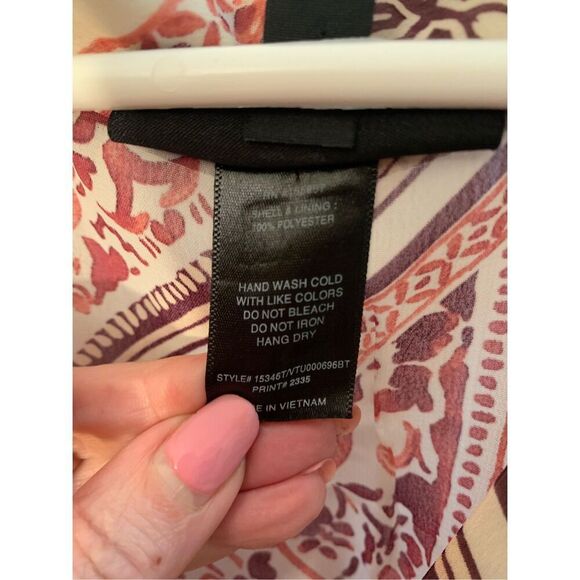 SHELL & LINING :
100% POLYESTER
HAND WASH COLD
WITH LIKE COLORS
DO NOT BLEACH
DO NOT IRON
HANG DRY
STYLE# 15346T/VTU000696BT
PRINT# 2335
E IN VIETNAM